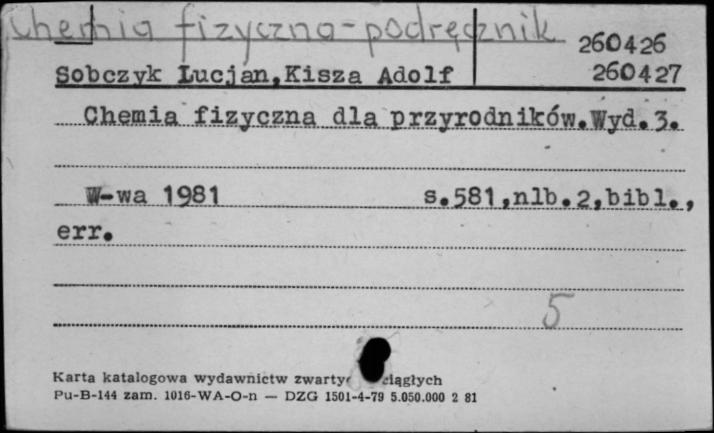 Chemia fizyczna - podręcznik
260426
Sobczyk Lucjan, Kisza Adolf 260427
Chemia fizyczna dla przyrodników. Wyd. 3.
W-wa 1981 s. 581, nlb. 2, bibl.,
err.
5
Karta katalogowa wydawnictw ciągłych
Pu-B-144 zam. 1016-WA-O-n — DZG 1501-4-79 5.050.000 2 81